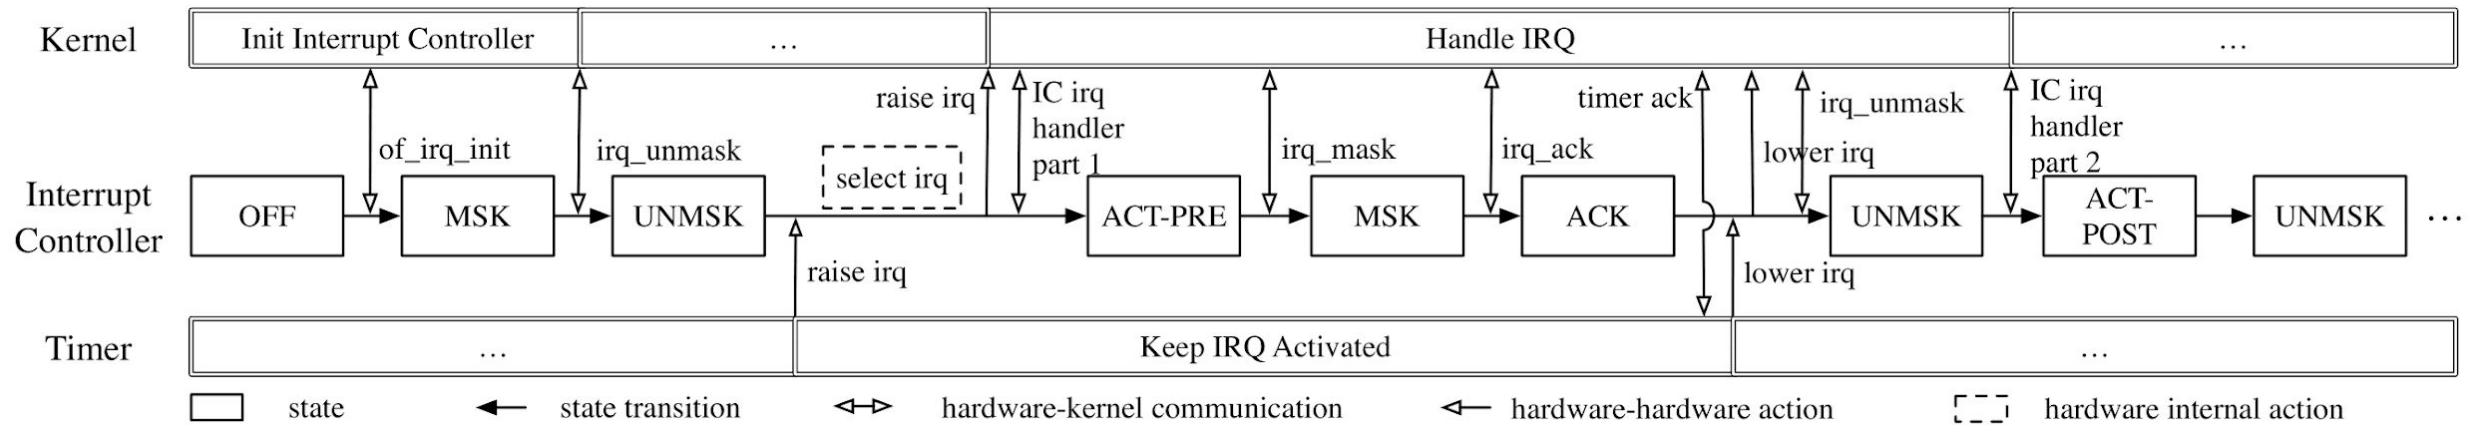 Kernel
Init Interrupt Controller
...
Handle IRQ
...
raise irq
IC irq
handler
part 1
timer ack
irq_unmask
IC irq
handler
part 2
of_irq_init
irq_unmask
select irq
irq_mask
irq_ack
lower irq
Interrupt
Controller
OFF
MSK
UNMSK
ACT-PRE
MSK
ACK
UNMSK
ACT-
POST
UNMSK
...
raise irq
lower irq
Timer
...
Keep IRQ Activated
...
state
state transition
hardware-kernel communication
hardware-hardware action
hardware internal action